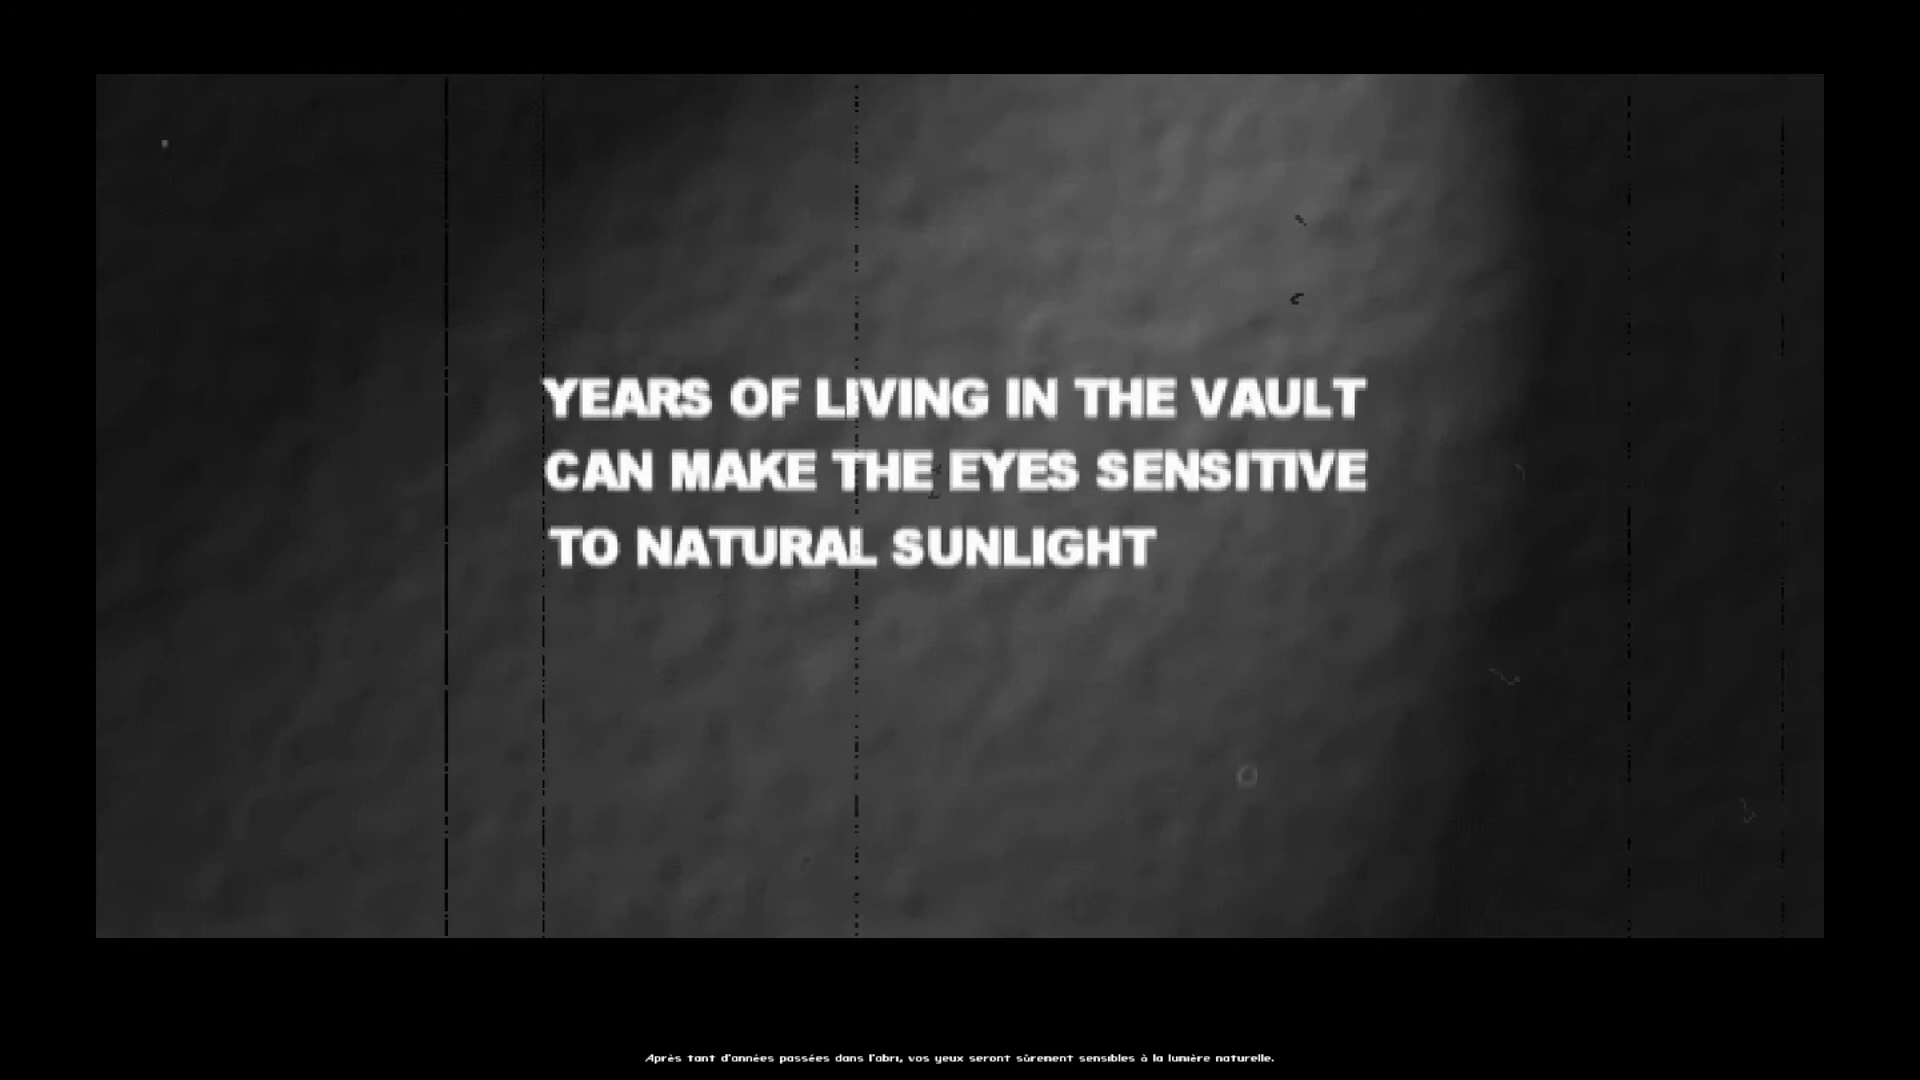 YEARS OF LIVING IN THE VAULT
CAN MAKE THE EYES SENSITIVE
TO NATURAL SUNLIGHT
Après tant d'années passées dans l'abri, vos yeux seront sûrement sensibles à la lumière naturelle.